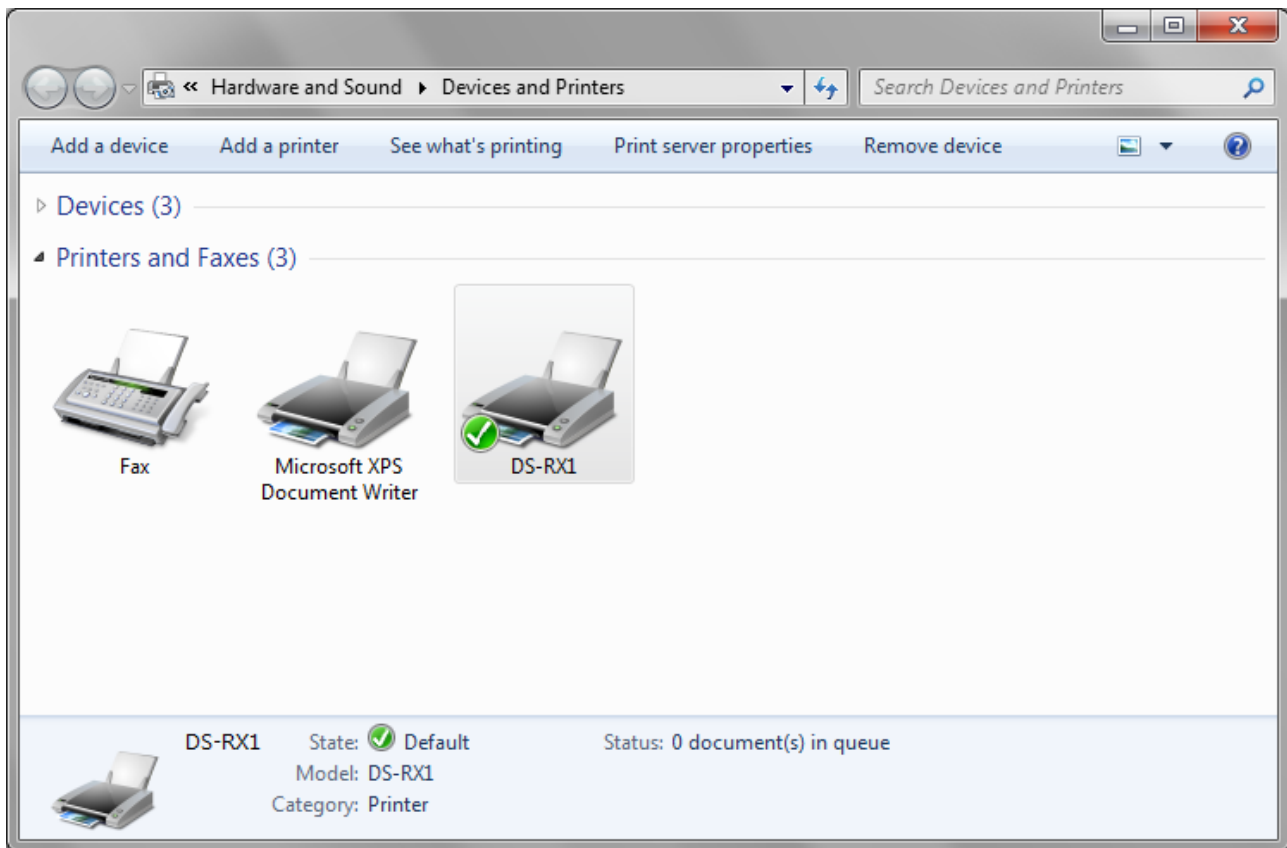 « Hardware and Sound ▸ Devices and Printers Search Devices and Printers
Add a device Add a printer See what's printing Print server properties Remove device
Devices (3)
Printers and Faxes (3)
Fax
Microsoft XPS
Document Writer
DS-RX1
DS-RX1 State: Default Status: 0 document(s) in queue
Model: DS-RX1
Category: Printer